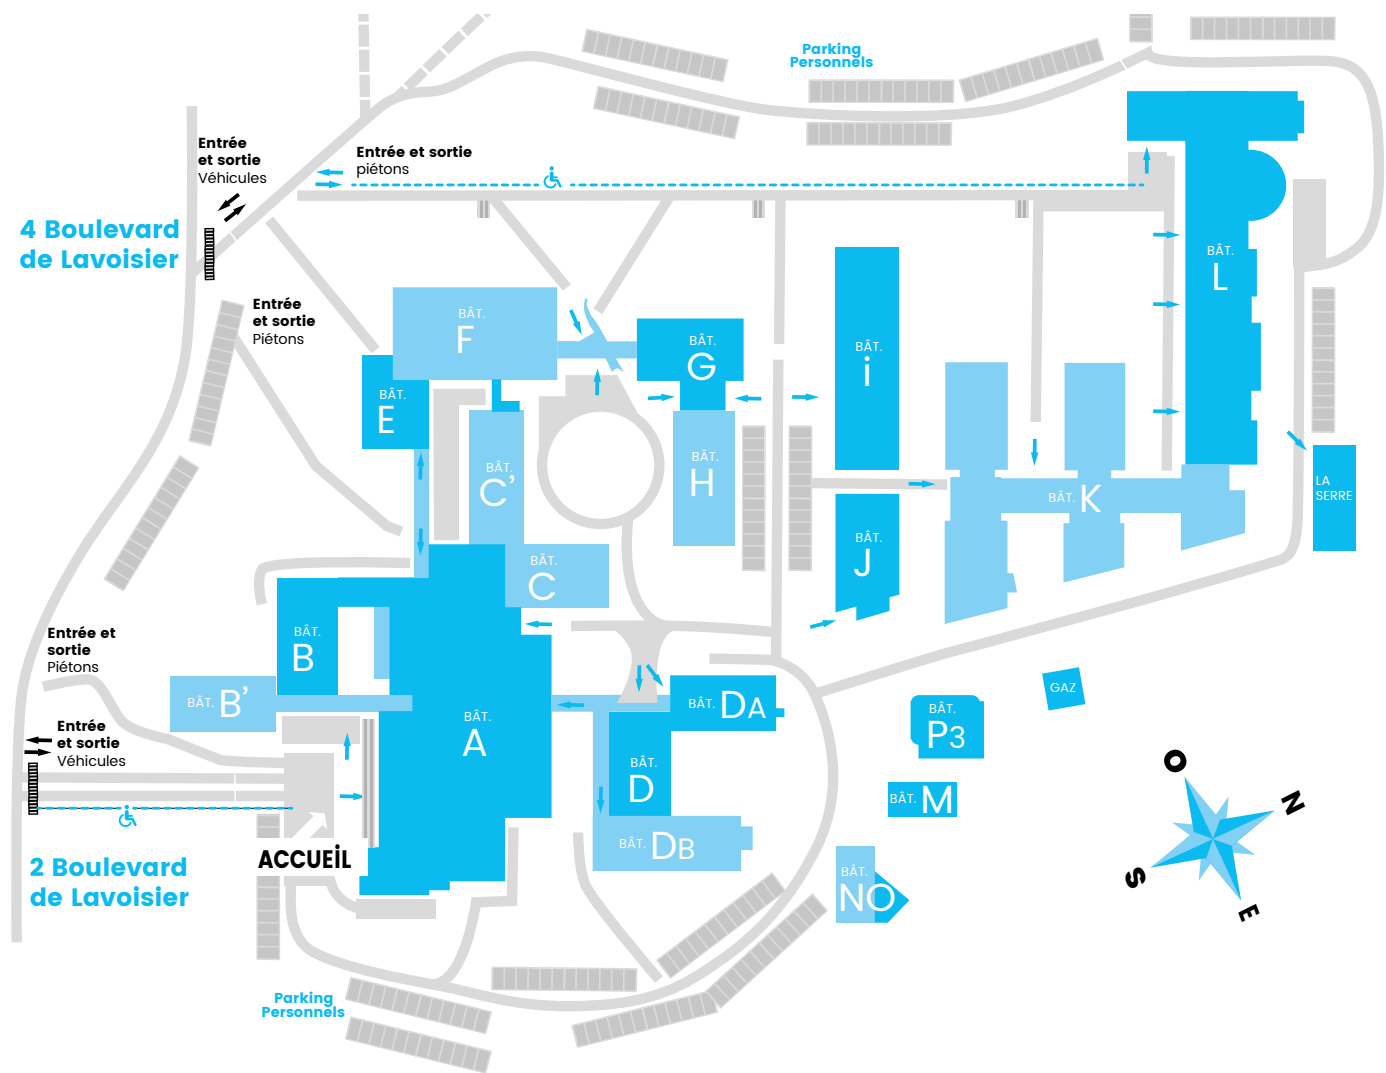 Parking
Personnels
Entrée
et sortie
Véhicules
Entrée et sortie
piétons
4 Boulevard
de Lavoisier
Entrée
et sortie
Piétons
BÂT.
L
BÂT.
F
BÂT.
G
BÂT.
i
BÂT.
E
BÂT.
C'
BÂT.
H
BÂT. K
LA
SERRE
BÂT.
J
BÂT.
C
Entrée et
sortie
Piétons
BÂT.
B
BÂT. B'
BÂT.
A
BÂT. DA
GAZ
BÂT.
P3
Entrée
et sortie
Véhicules
BÂT.
D
BÂT. M
BÂT. DB
2 Boulevard
de Lavoisier
ACCUEiL
BÂT.
NO
O
N
S
E
Parking
Personnels